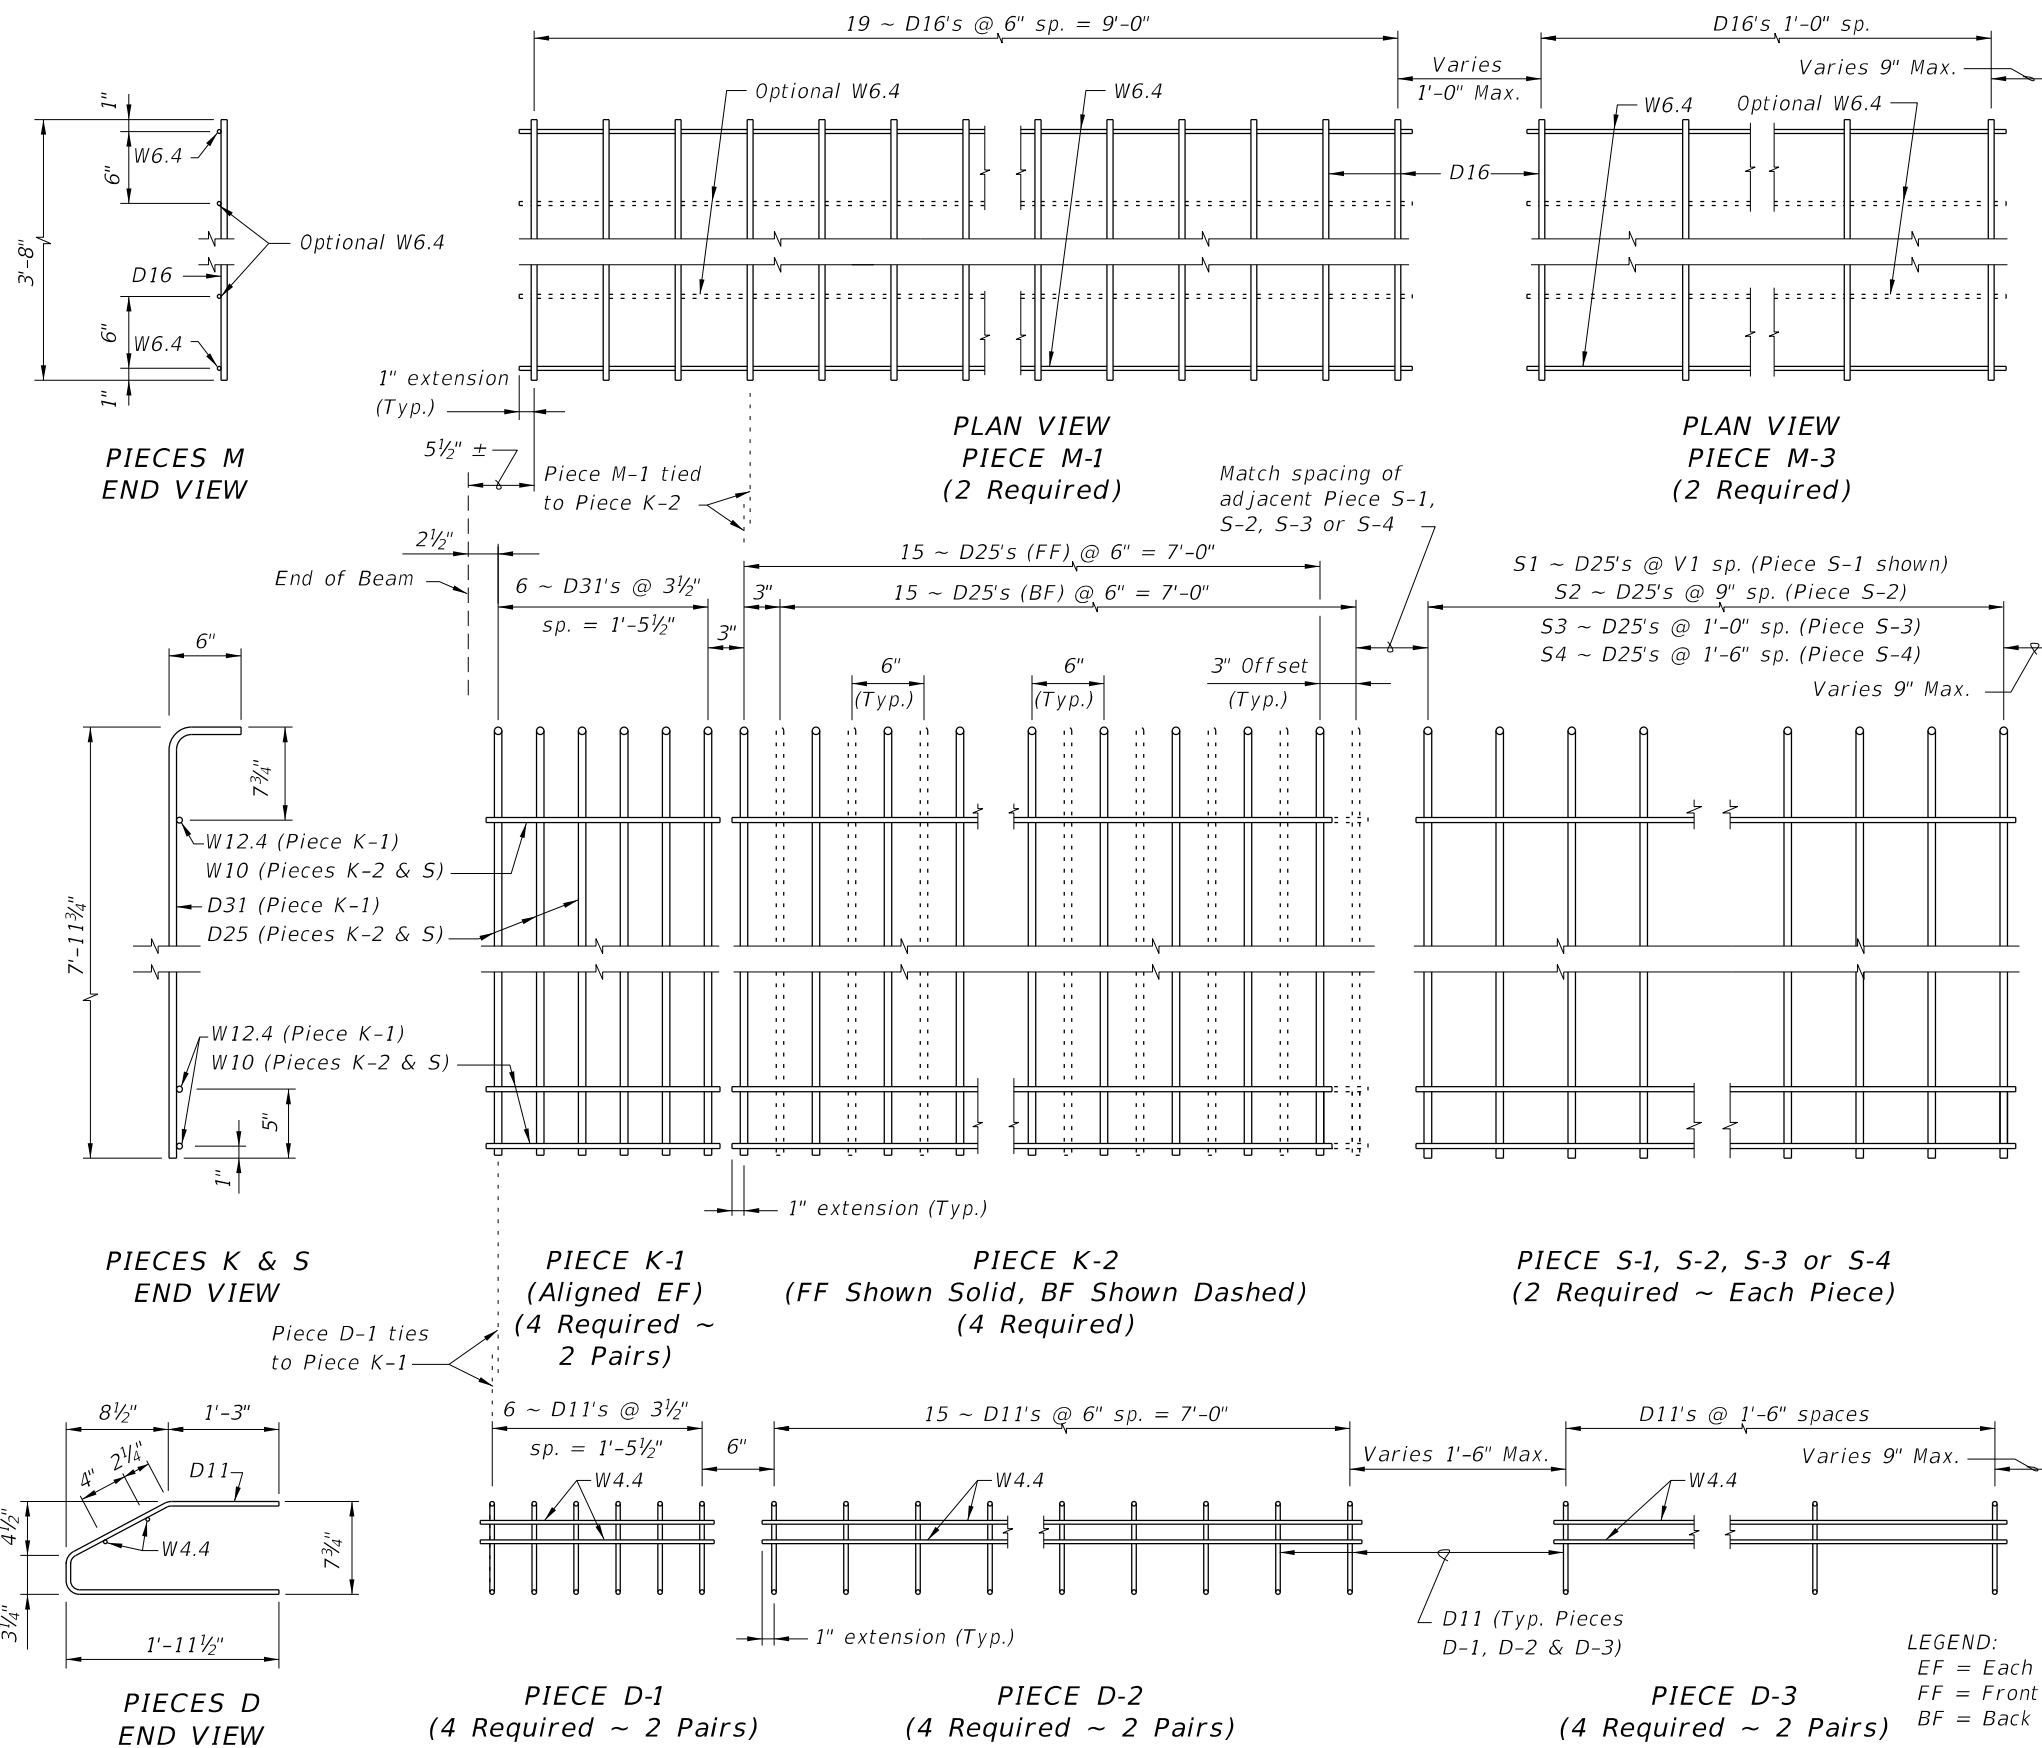 19 ~ D16's @ 6" sp. = 9'-0"
D16's 1'-0" sp.
Varies
1'-0" Max.
Varies 9" Max.
Optional W6.4
W6.4
W6.4
Optional W6.4
1"
W6.4
6"
3'-8"
Optional W6.4
D16
D16
6"
W6.4
1"
1" extension
(Typ.)
PIECES M
END VIEW
PLAN VIEW
PIECE M-1
(2 Required)
PLAN VIEW
PIECE M-3
(2 Required)
5½" ±
Piece M-1 tied
to Piece K-2
Match spacing of
adjacent Piece S-1,
S-2, S-3 or S-4
2½"
End of Beam
6 ~ D31's @ 3½"
sp. = 1'-5½"
3"
3"
15 ~ D25's (FF) @ 6" = 7'-0"
15 ~ D25's (BF) @ 6" = 7'-0"
S1 ~ D25's @ V1 sp. (Piece S-1 shown)
S2 ~ D25's @ 9" sp. (Piece S-2)
S3 ~ D25's @ 1'-0" sp. (Piece S-3)
S4 ~ D25's @ 1'-6" sp. (Piece S-4)
Varies 9" Max.
6"
(Typ.)
6"
(Typ.)
3" Offset
(Typ.)
6"
7¾"
W12.4 (Piece K-1)
W10 (Pieces K-2 & S)
D31 (Piece K-1)
D25 (Pieces K-2 & S)
7'-11¾"
W12.4 (Piece K-1)
W10 (Pieces K-2 & S)
5"
1"
1" extension (Typ.)
PIECES K & S
END VIEW
PIECE K-1
(Aligned EF)
(4 Required ~
2 Pairs)
PIECE K-2
(FF Shown Solid, BF Shown Dashed)
(4 Required)
PIECE S-1, S-2, S-3 or S-4
(2 Required ~ Each Piece)
Piece D-1 ties
to Piece K-1
8½"
1'-3"
4"
2¼"
D11
4½"
W4.4
7¾"
3¼"
1'-11½"
6 ~ D11's @ 3½"
sp. = 1'-5½"
6"
W4.4
15 ~ D11's @ 6" sp. = 7'-0"
W4.4
Varies 1'-6" Max.
D11's @ 1'-6" spaces
Varies 9" Max.
W4.4
1" extension (Typ.)
D11 (Typ. Pieces
D-1, D-2 & D-3)
LEGEND:
EF = Each
FF = Front
BF = Back
PIECES D
END VIEW
PIECE D-1
(4 Required ~ 2 Pairs)
PIECE D-2
(4 Required ~ 2 Pairs)
PIECE D-3
(4 Required ~ 2 Pairs)